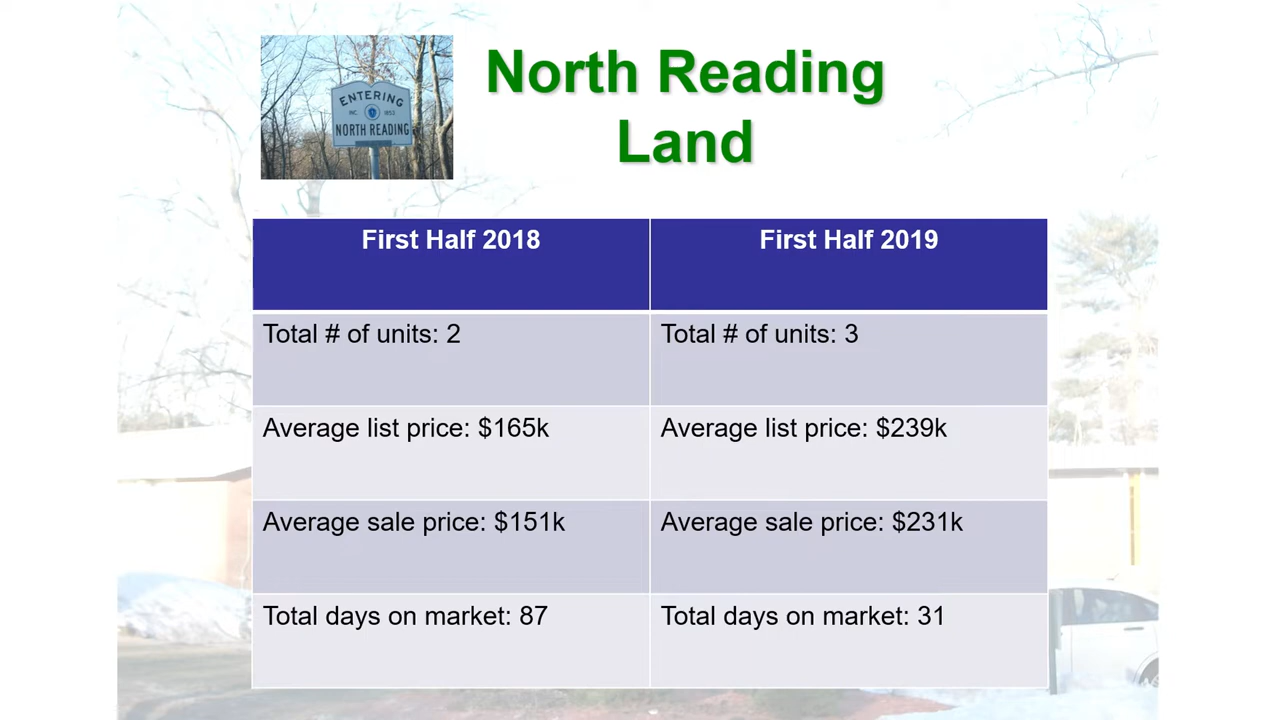 ENTERING
INC. 1853
NORTH READING
North Reading
Land
First Half 2018
First Half 2019
Total # of units: 2
Total # of units: 3
Average list price: $165k
Average list price: $239k
Average sale price: $151k
Average sale price: $231k
Total days on market: 87
Total days on market: 31